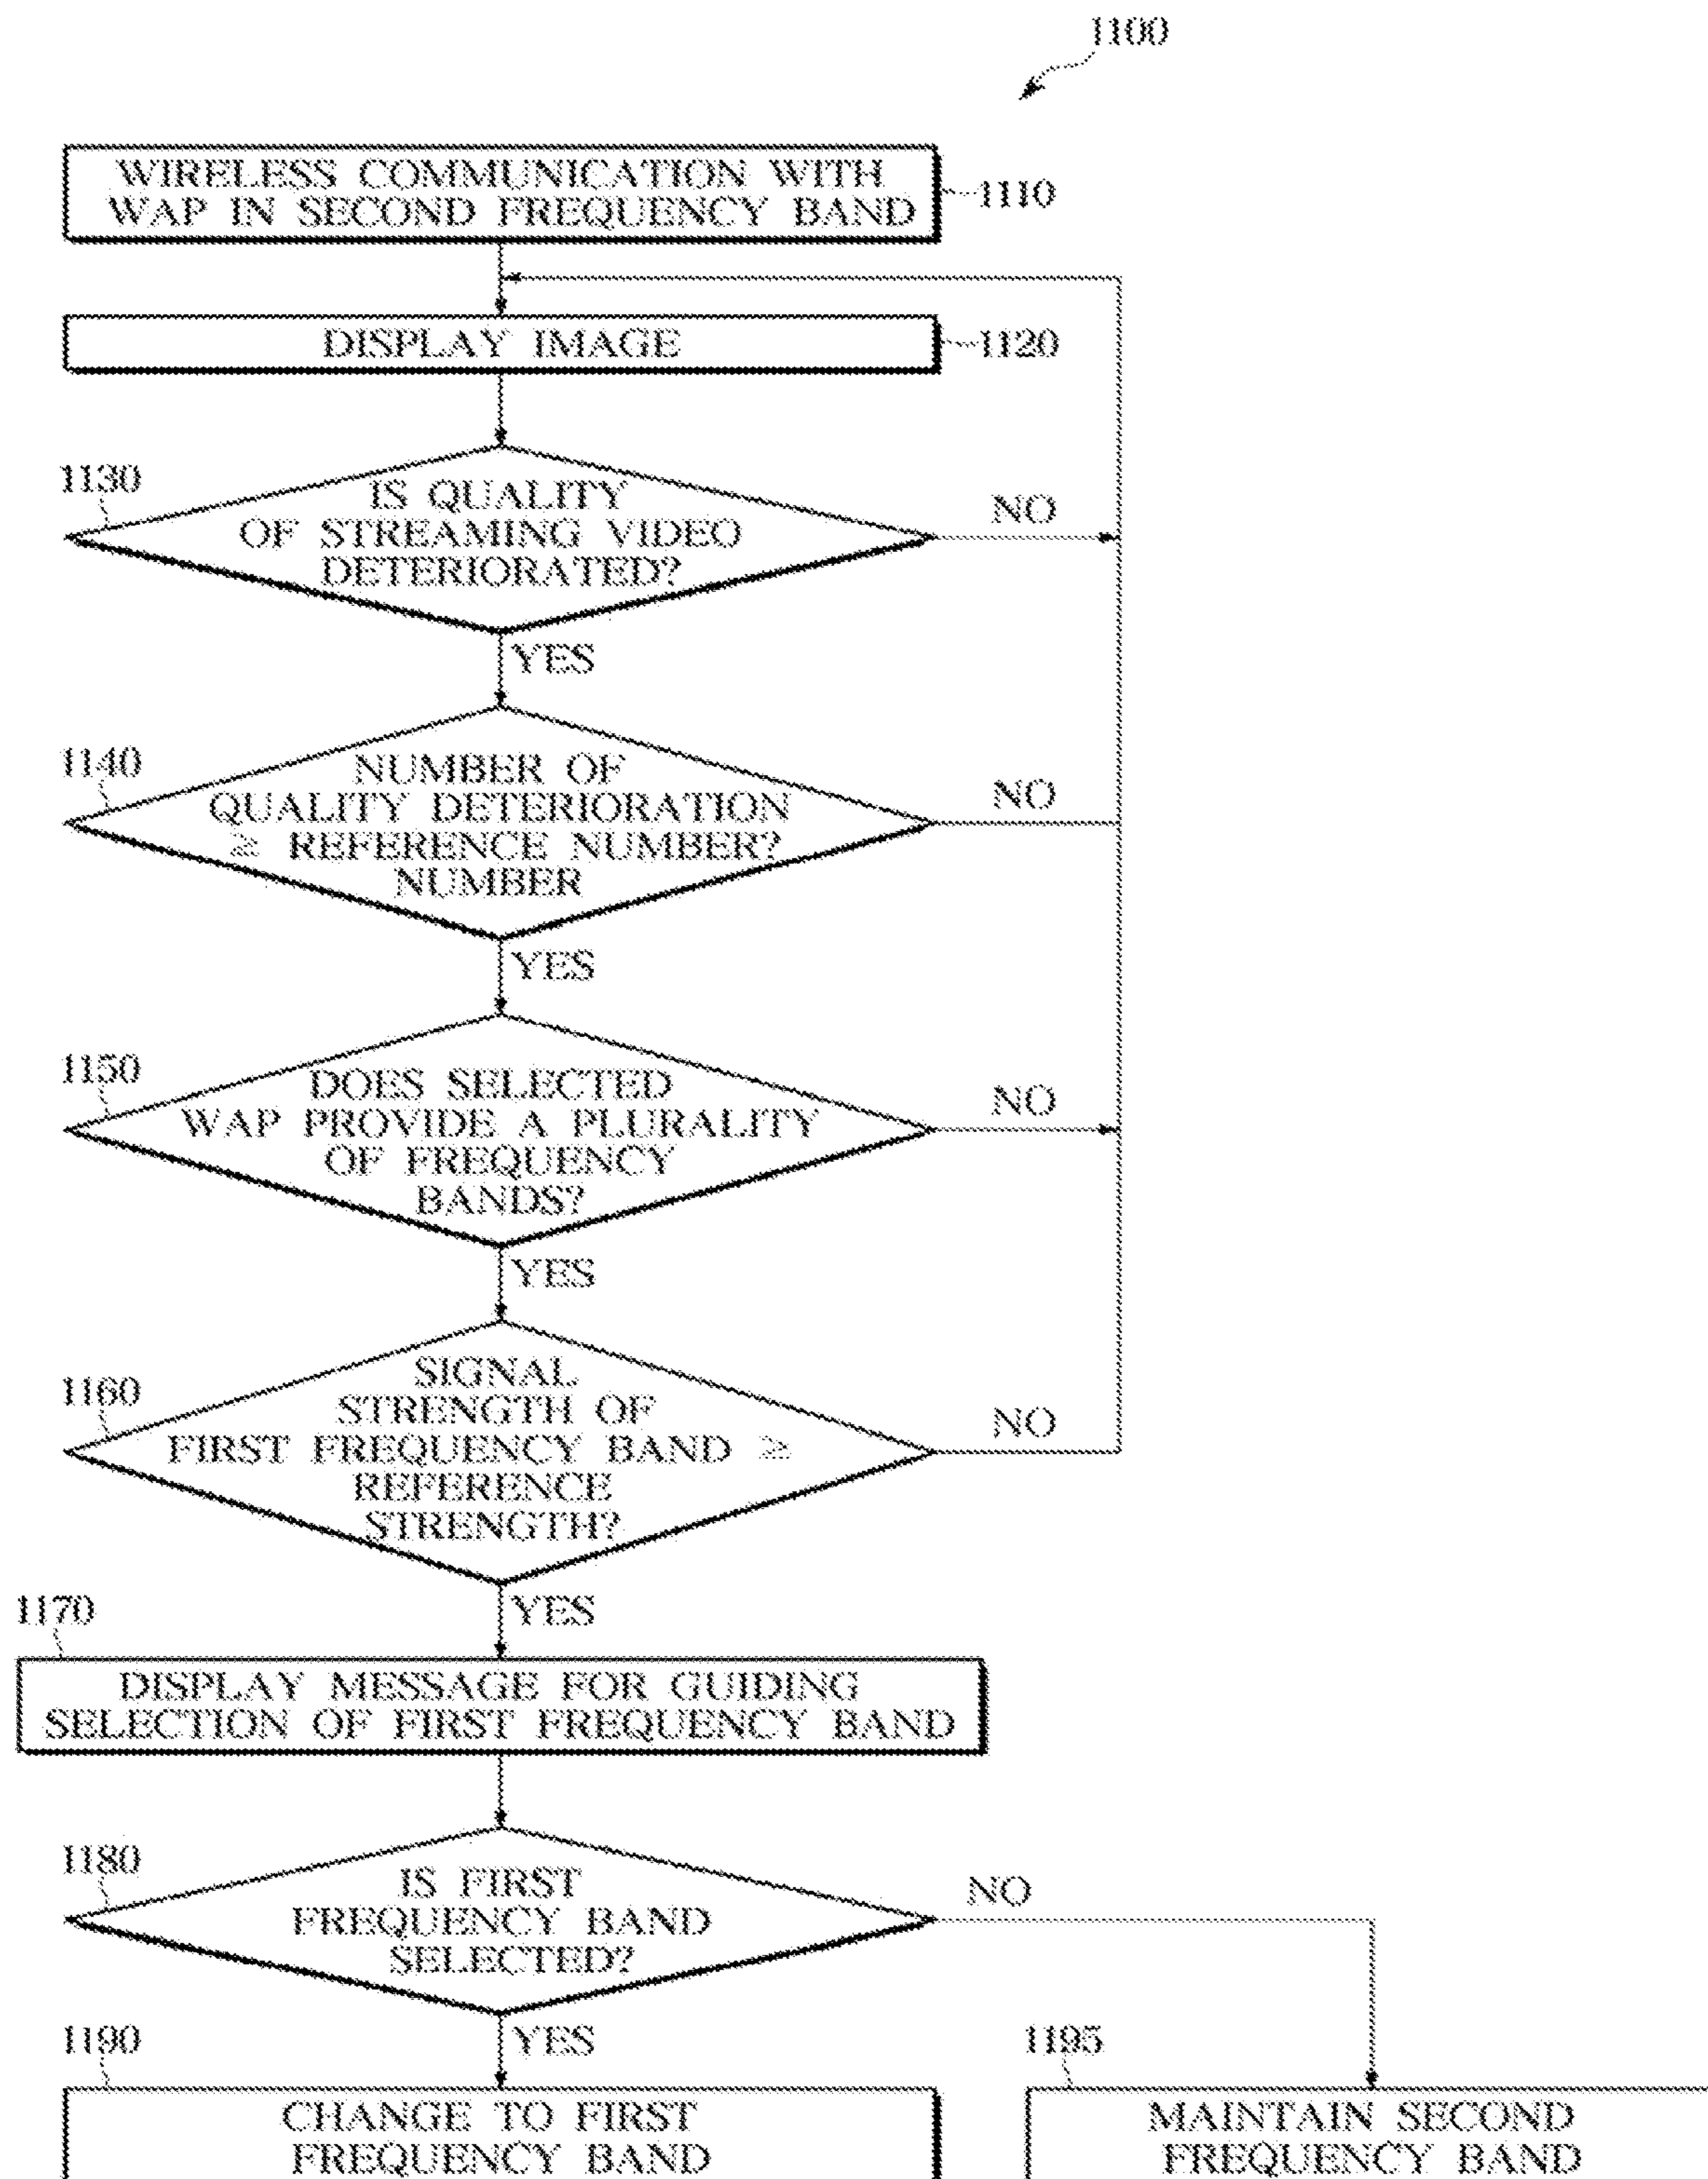 1100
WIRELESS COMMUNICATION WITH
WAP IN SECOND FREQUENCY BAND
1110
DISPLAY IMAGE
1120
1130
IS QUALITY
OF STREAMING VIDEO
DETERIORATED?
NO
YES
1140
NUMBER OF
QUALITY DETERIORATION
≥ REFERENCE NUMBER?
NUMBER
NO
YES
1150
DOES SELECTED
WAP PROVIDE A PLURALITY
OF FREQUENCY
BANDS?
NO
YES
1160
SIGNAL
STRENGTH OF
FIRST FREQUENCY BAND ≥
REFERENCE
STRENGTH?
NO
YES
1170
DISPLAY MESSAGE FOR GUIDING
SELECTION OF FIRST FREQUENCY BAND
1180
IS FIRST
FREQUENCY BAND
SELECTED?
NO
YES
1190
CHANGE TO FIRST
FREQUENCY BAND
1195
MAINTAIN SECOND
FREQUENCY BAND